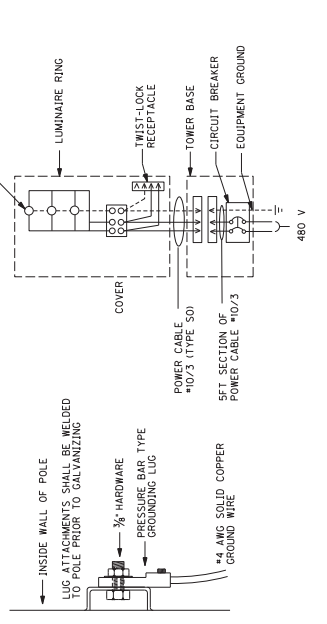 INSIDE WALL OF POLE
LUG ATTACHMENTS SHALL BE WELDED
TO POLE PRIOR TO GALVANIZING
3/8" HARDWARE
PRESSURE BAR TYPE
GROUNDING LUG
#4 AWG SOLID COPPER
GROUND WIRE
LUMINAIRE RING
TWIST-LOCK
RECEPTACLE
COVER
TOWER BASE
CIRCUIT BREAKER
EQUIPMENT GROUND
POWER CABLE
#10/3 (TYPE SO)
5FT SECTION OF
POWER CABLE #10/3
480 V